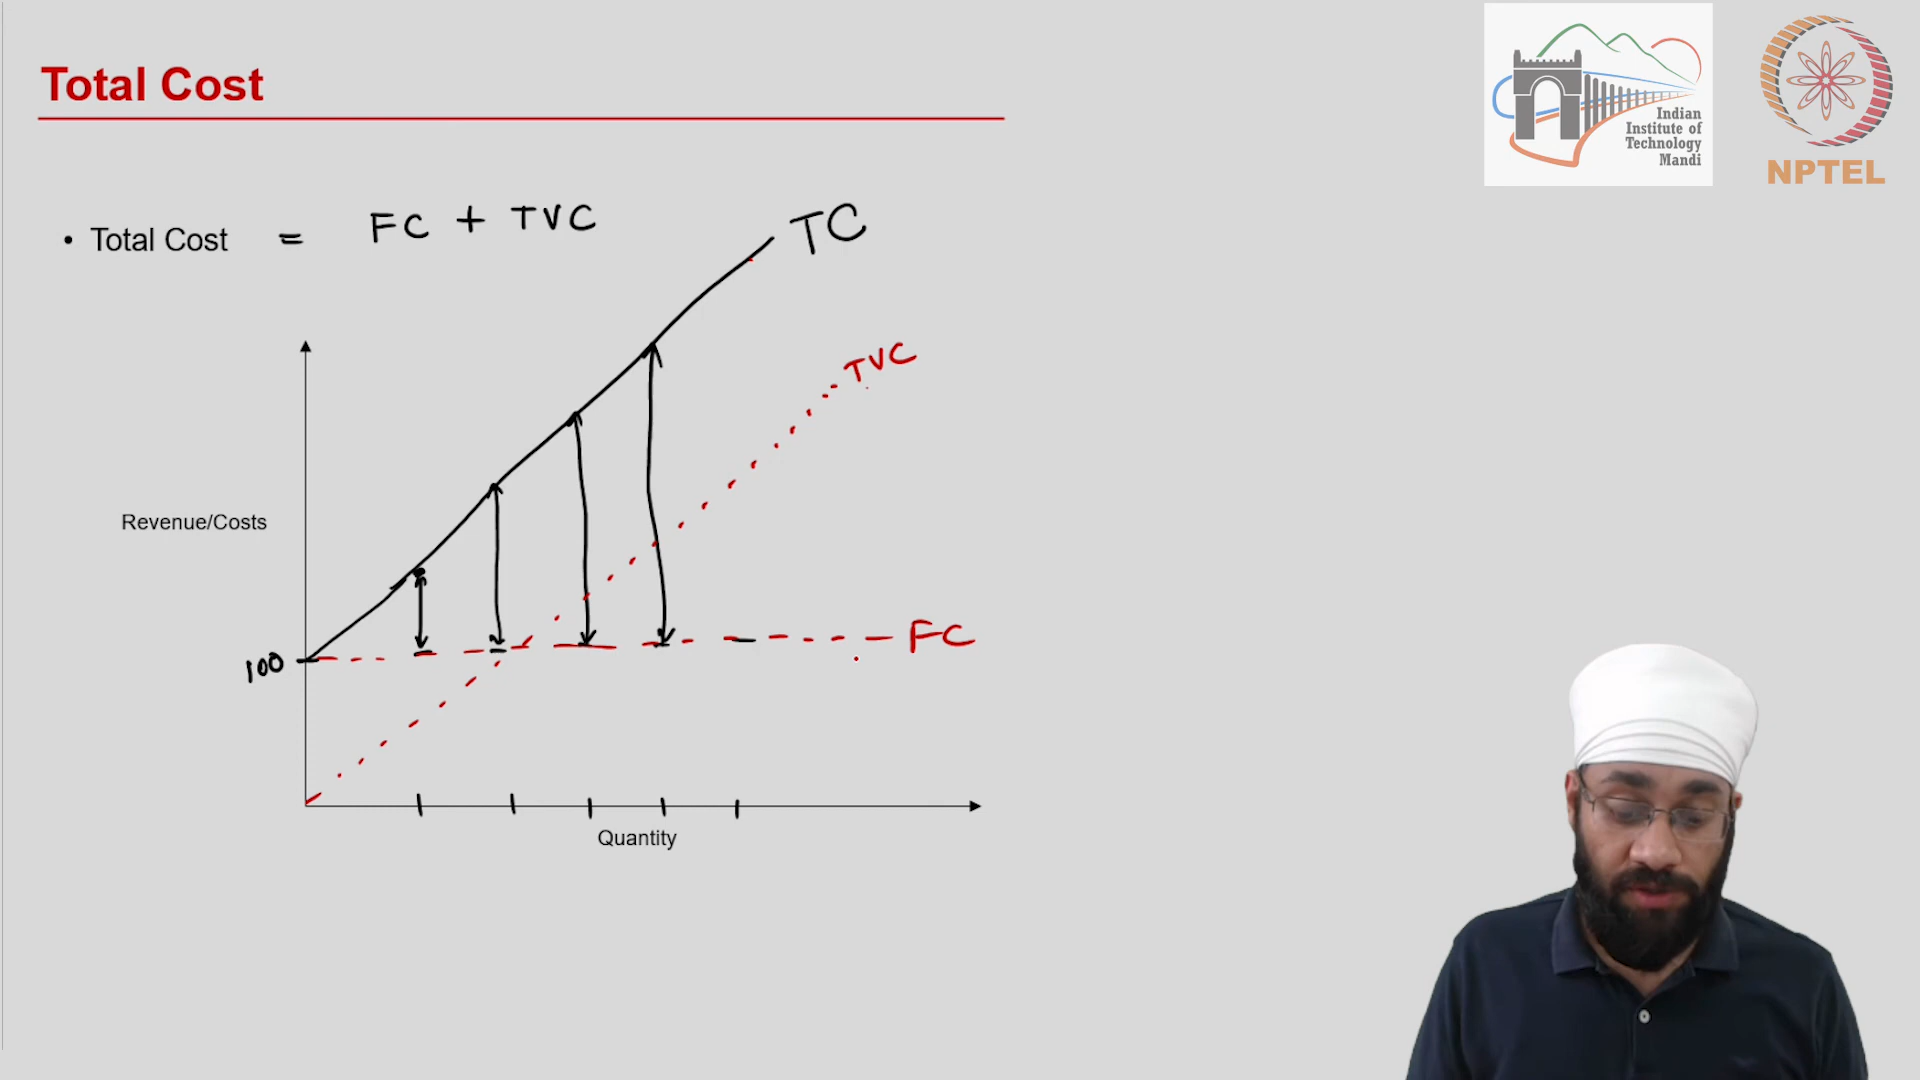 Total Cost
Indian
Institute of
Technology
Mandi
NPTEL
• Total Cost = FC + TVC
TC
TVC
Revenue/Costs
FC
100
Quantity